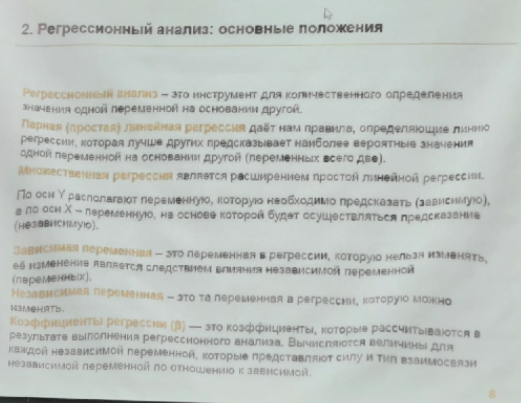 2. Регрессионный анализ: основные положения
Регрессионный анализ – это инструмент для количественного определения
значения одной переменной на основании другой.
Парная (простая) линейная регрессия даёт нам правила, определяющие линию
регрессии, которая лучше других предсказывает наиболее вероятные значения
одной переменной на основании другой (переменных всего две).
Множественная регрессия является расширением простой линейной регрессии.
По оси Y располагают переменную, которую необходимо предсказать (зависимую),
а по оси X – переменную, на основе которой будет осуществляться предсказание
(независимую).
Зависимая переменная – это переменная в регрессии, которую нельзя изменять,
её изменение является следствием влияния независимой переменной
(переменных).
Независимая переменная – это та переменная в регрессии, которую можно
изменять.
Коэффициенты регрессии (β) — это коэффициенты, которые рассчитываются в
результате выполнения регрессионного анализа. Вычисляются величины для
каждой независимой переменной, которые представляют силу и тип взаимосвязи
независимой переменной по отношению к зависимой.
8